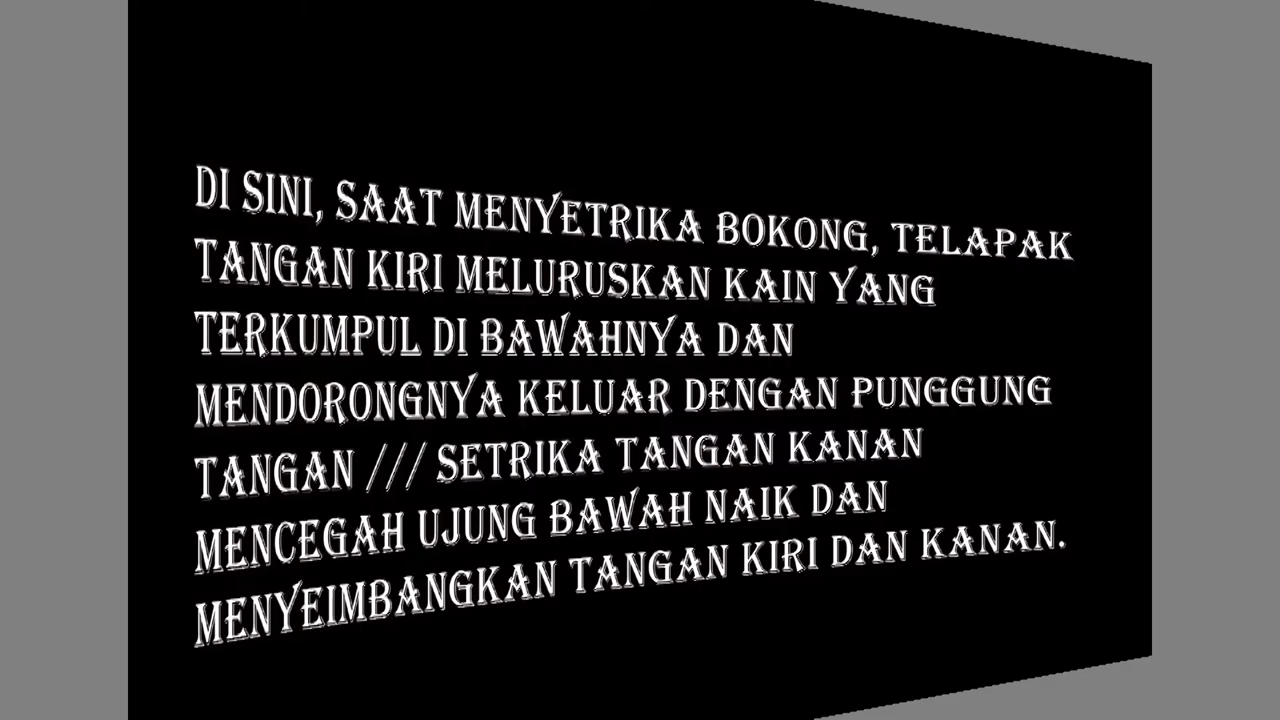 DI SINI, SAAT MENYETRIKA BOKONG, TELAPAK
TANGAN KIRI MELURUSKAN KAIN YANG
TERKUMPUL DI BAWAHNYA DAN
MENDORONGNYA KELUAR DENGAN PUNGGUNG
TANGAN /// SETRIKA TANGAN KANAN
MENCEGAH UJUNG BAWAH NAIK DAN
MENYEIMBANGKAN TANGAN KIRI DAN KANAN.